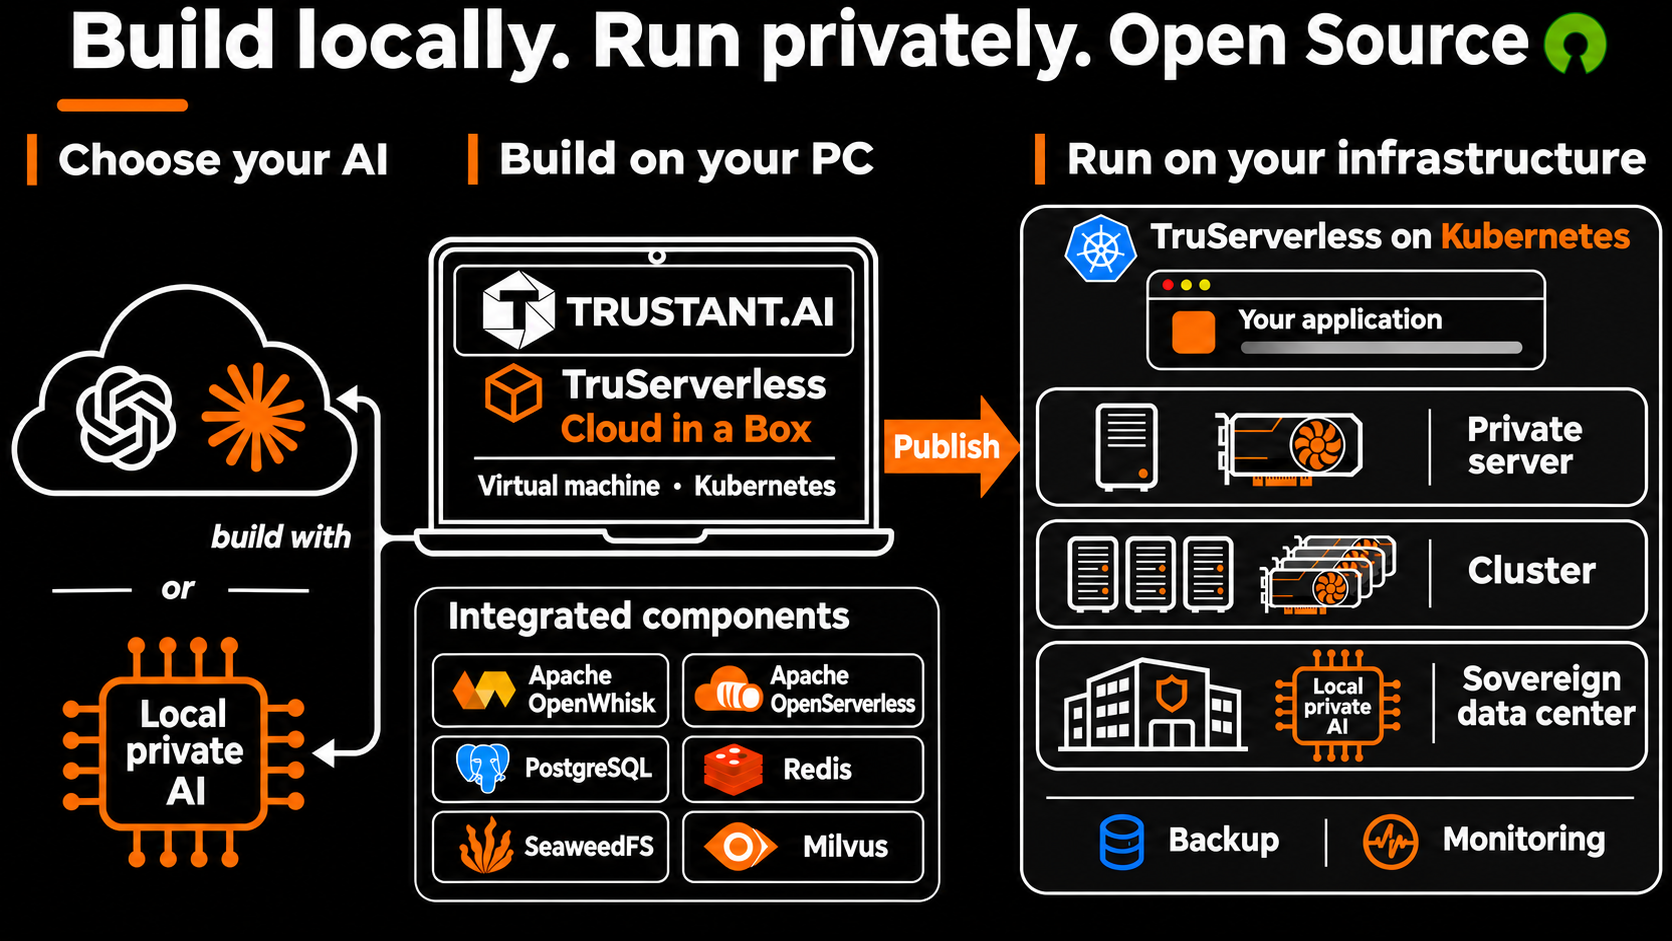 Build locally. Run privately. Open Source
Choose your AI
build with
or
Local
private
AI
Build on your PC
TRUSTANT.AI
TruServerless
Cloud in a Box
Virtual machine • Kubernetes
Publish
Integrated components
Apache
OpenWhisk
Apache
OpenServerless
PostgreSQL
Redis
SeaweedFS
Milvus
Run on your infrastructure
TruServerless on Kubernetes
Your application
Private
server
Cluster
Local
private
AI
Sovereign
data center
Backup
Monitoring